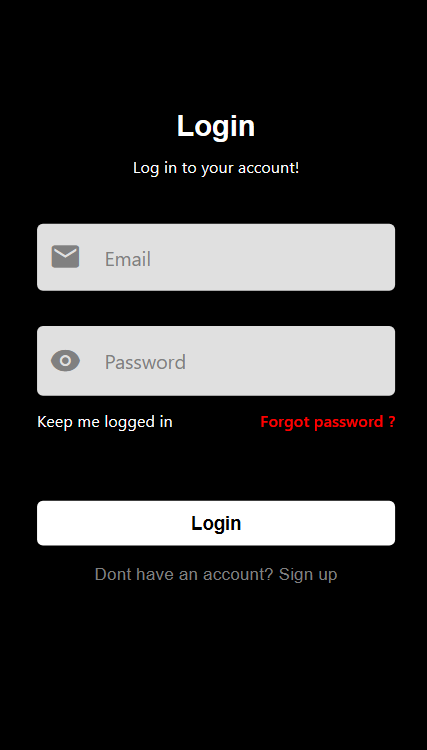 Login
Log in to your account!
Email
Password
Keep me logged in Forgot password ?
Login
Dont have an account? Sign up